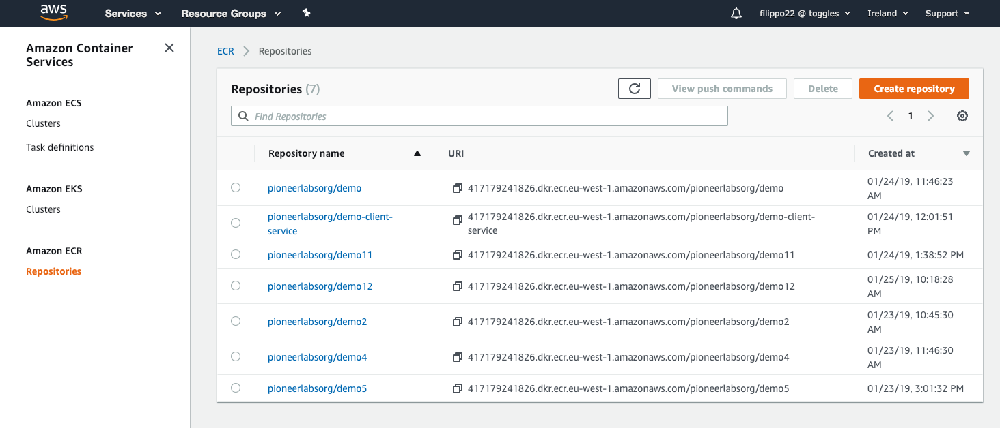 aws Services Resource Groups filippo22 @ toggles Ireland Support
Amazon Container
Services
Amazon ECS
Clusters
Task definitions
Amazon EKS
Clusters
Amazon ECR
Repositories
ECR Repositories
Repositories (7) View push commands Delete Create repository
Find Repositories 1
Repository name URI Created at
pioneerlabsorg/demo 417179241826.dkr.ecr.eu-west-1.amazonaws.com/pioneerlabsorg/demo 01/24/19, 11:46:23
AM
pioneerlabsorg/demo-client- 417179241826.dkr.ecr.eu-west-1.amazonaws.com/pioneerlabsorg/demo-client- 01/24/19, 12:01:51
service service PM
pioneerlabsorg/demo11 417179241826.dkr.ecr.eu-west-1.amazonaws.com/pioneerlabsorg/demo11 01/24/19, 1:38:52 PM
pioneerlabsorg/demo12 417179241826.dkr.ecr.eu-west-1.amazonaws.com/pioneerlabsorg/demo12 01/25/19, 10:18:28
AM
pioneerlabsorg/demo2 417179241826.dkr.ecr.eu-west-1.amazonaws.com/pioneerlabsorg/demo2 01/23/19, 10:45:30
AM
pioneerlabsorg/demo4 417179241826.dkr.ecr.eu-west-1.amazonaws.com/pioneerlabsorg/demo4 01/23/19, 11:46:30
AM
pioneerlabsorg/demo5 417179241826.dkr.ecr.eu-west-1.amazonaws.com/pioneerlabsorg/demo5 01/23/19, 3:01:32 PM